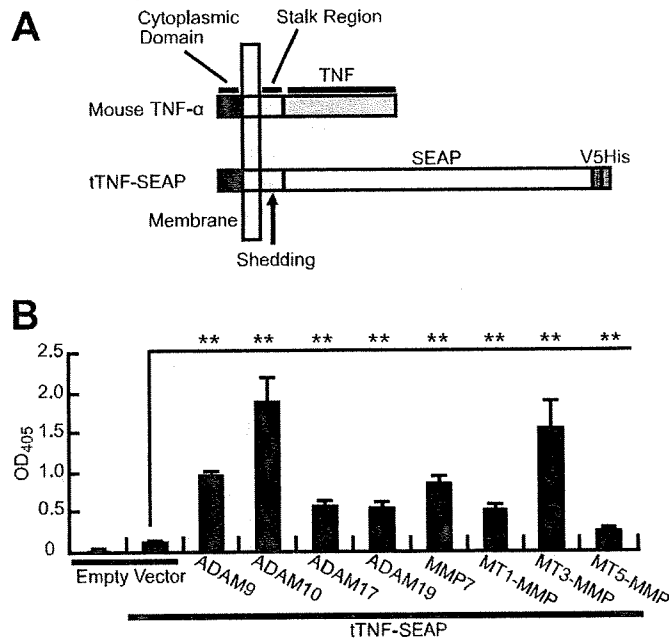 A
Cytoplasmic
Domain
Stalk Region
TNF
Mouse TNF-α
SEAP
V5His
tTNF-SEAP
Membrane
Shedding
B
** ** ** ** ** ** ** **
2.5
2.0
1.5
1.0
0.5
0
OD405
Empty Vector
ADAM9
ADAM10
ADAM17
ADAM19
MMP7
MT1-MMP
MT3-MMP
MT5-MMP
tTNF-SEAP